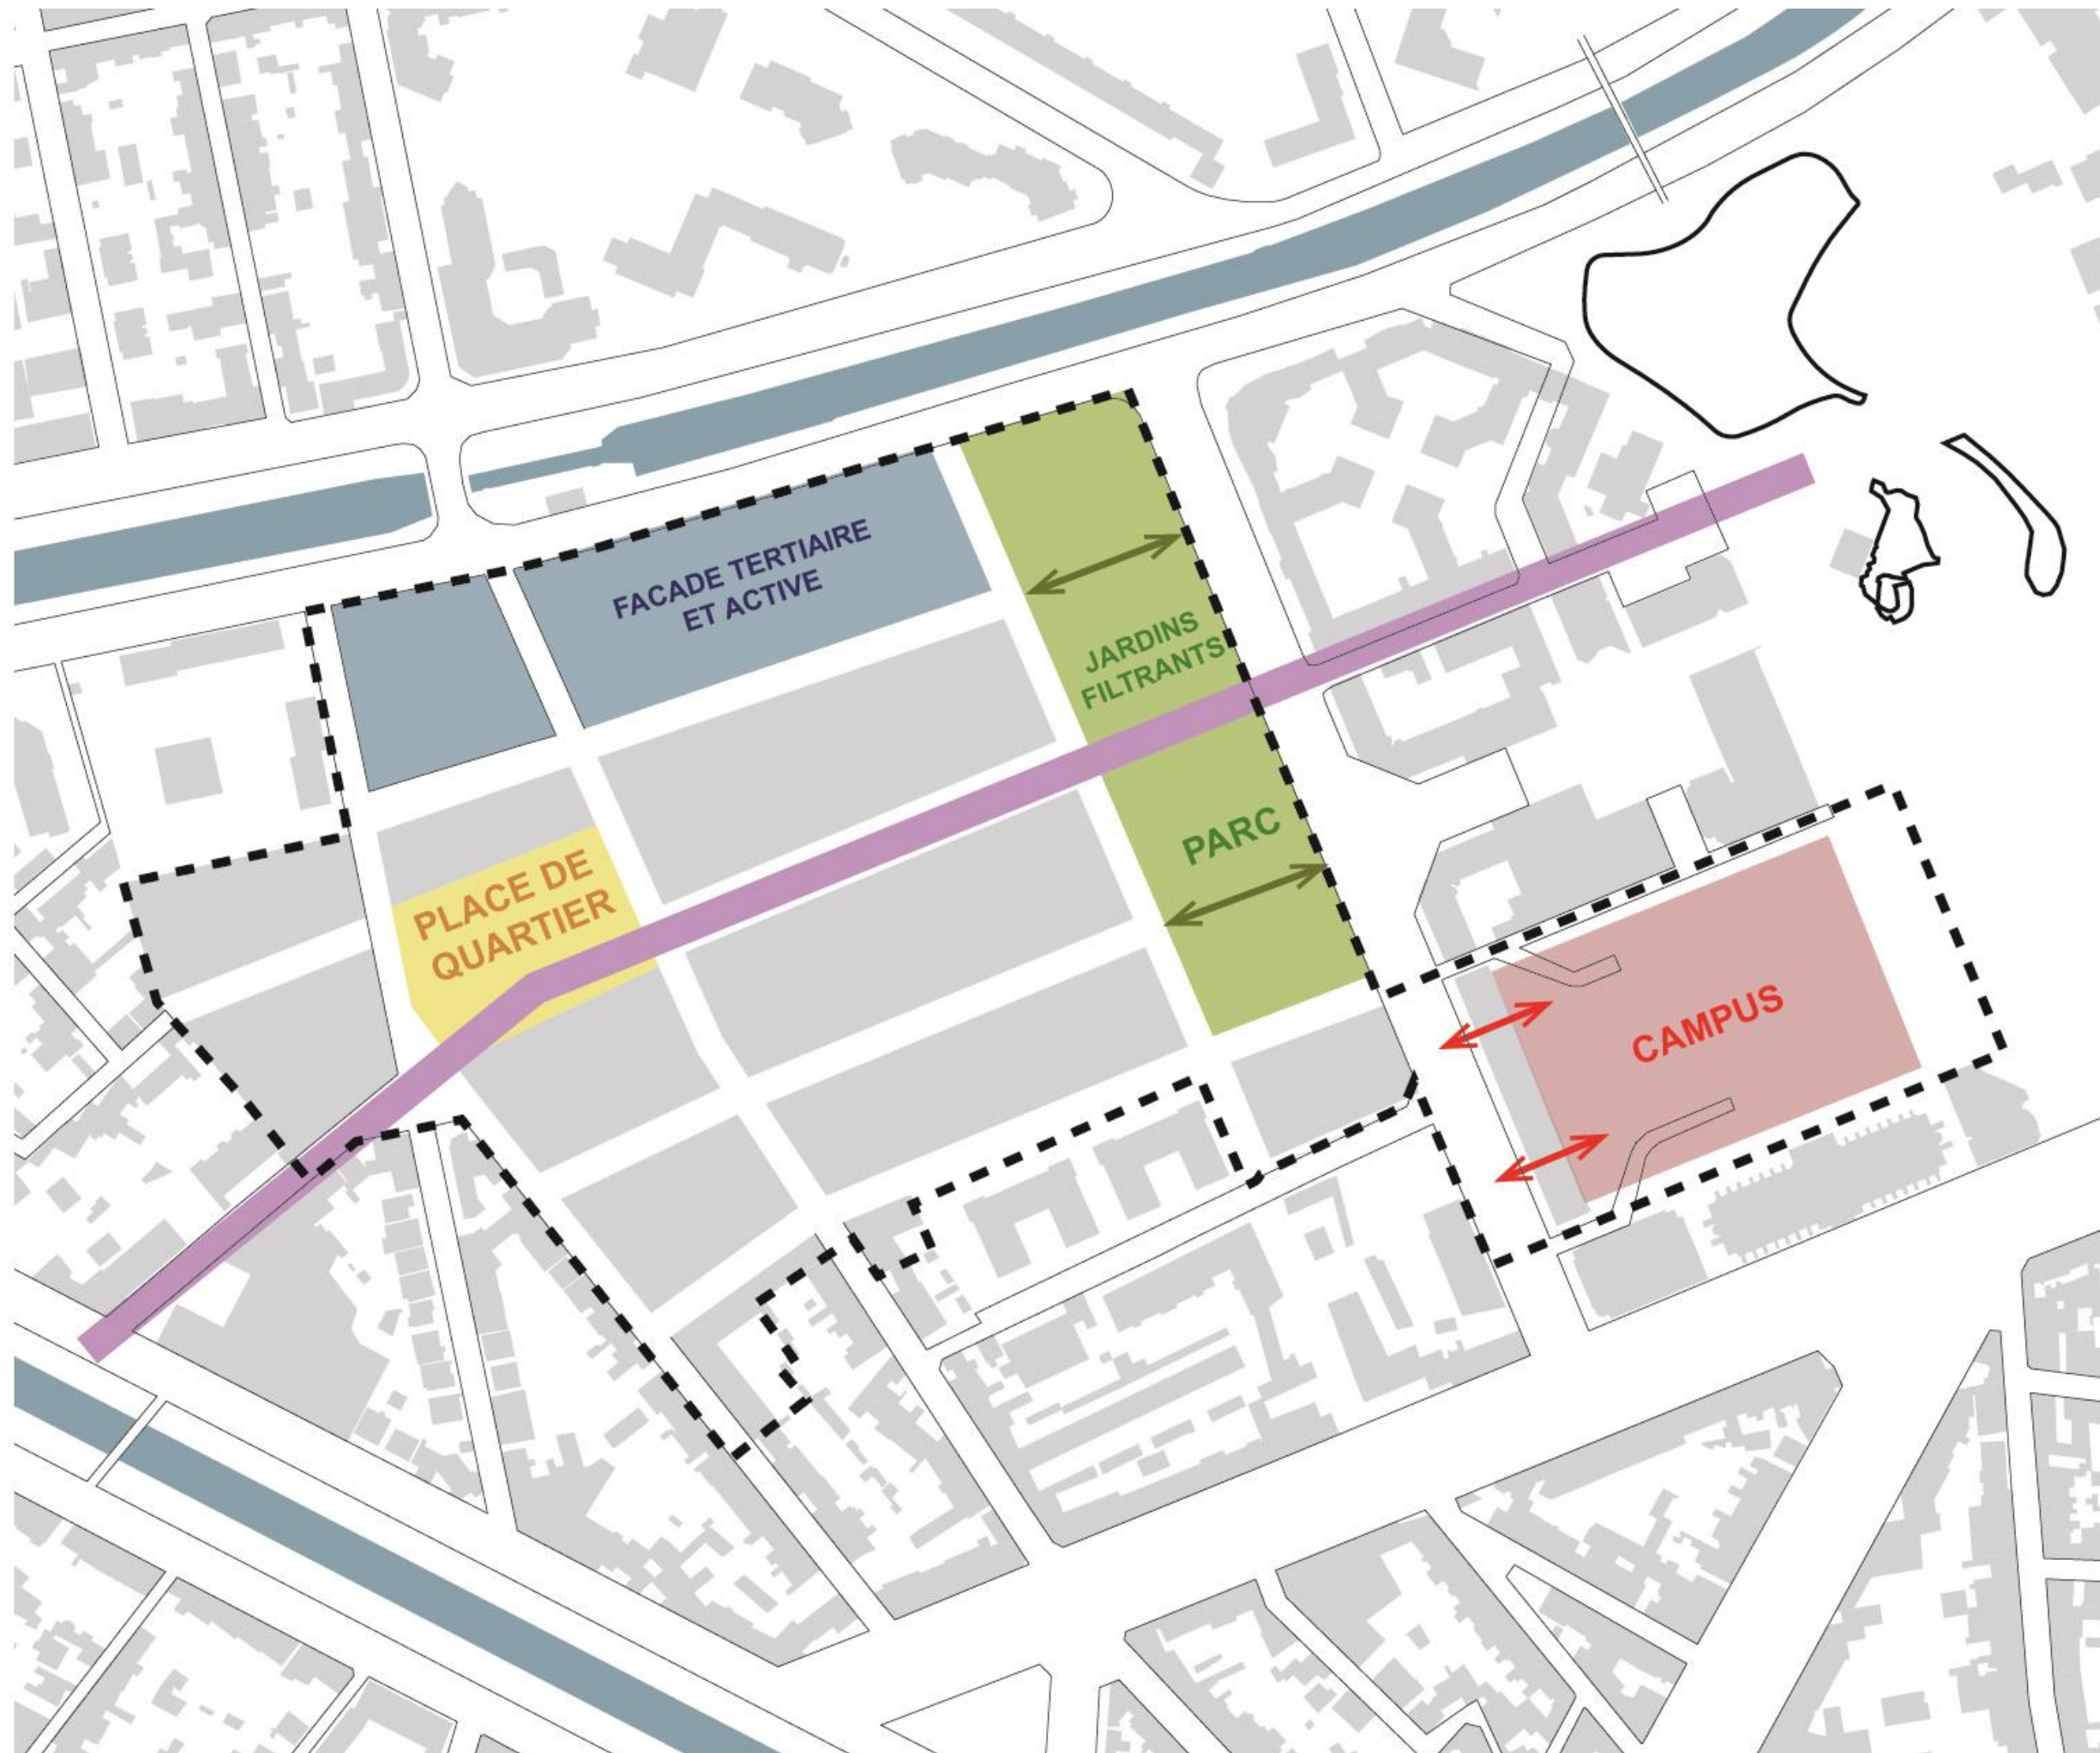 FACADE TERTIAIRE
ET ACTIVE
JARDINS
FILTRANTS
PARC
PLACE DE
QUARTIER
CAMPUS